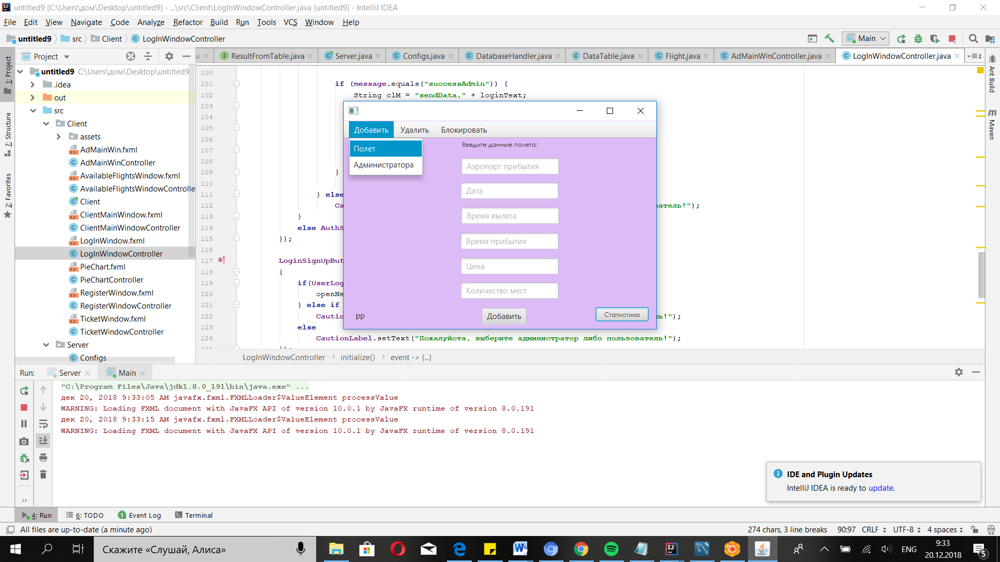 untitled9 [C:\Users\дом\Desktop\untitled9] - ...\src\Client\LogInWindowController.java [untitled9] - IntelliJ IDEA
File Edit View Navigate Code Analyze Refactor Build Run Tools VCS Window Help
untitled9 src Client LogInWindowController Main
1: Project
7: Structure
2: Favorites
Project
ResultFromTable.java Server.java Configs.java DatabaseHandler.java DataTable.java Flight.java AdMainWinController.java LogInWindowController.java 2
Ant Build
Maven
untitled9 C:\Users\дом\Desktop\untitled9
.idea
out
src
Client
assets
AdMainWin.fxml
AdMainWinController
AvailableFlightsWindow.fxml
AvailableFlightsWindowControlle
Client
ClientMainWindow.fxml
ClientMainWindowController
LogInWindow.fxml
LogInWindowController
PieChart.fxml
PieChartController
RegisterWindow.fxml
RegisterWindowController
TicketWindow.fxml
TicketWindowController
Server
Configs
100
101 if (message.equals("successAdmin")) {
102 String clM = "sendData," + loginText;
103
104
105
106
107
108
109 }
110
111 } else
112 Ca ватель!");
113 }
114 else AuthS
115 });
116
117 LoginSignUpBut
118 {
119 if(UserLog
120 openNe
121 } else if
122 Cautio ль!");
123 else
124 CautionLabel.setText("Пожалуйста, выберите администратор либо пользователь!");
Добавить Удалить Блокировать
Полет
Администратора
Введите данные полета:
Аэропорт прибытия
Дата
Время вылета
Время прибытия
Цена
Количество мест
pp Добавить Статистика
LogInWindowController initialize() event -> {...}
Run: Server Main
"C:\Program Files\Java\jdk1.8.0_191\bin\java.exe" ...
дек 20, 2018 9:33:05 AM javafx.fxml.FXMLLoader$ValueElement processValue
WARNING: Loading FXML document with JavaFX API of version 10.0.1 by JavaFX runtime of version 8.0.191
дек 20, 2018 9:33:15 AM javafx.fxml.FXMLLoader$ValueElement processValue
WARNING: Loading FXML document with JavaFX API of version 10.0.1 by JavaFX runtime of version 8.0.191
IDE and Plugin Updates
IntelliJ IDEA is ready to update.
4: Run 6: TODO 1 Event Log Terminal
All files are up-to-date (a minute ago) 274 chars, 3 line breaks 90:97 CRLF UTF-8 4 spaces
Скажите «Слушай, Алиса» ENG 9:33
20.12.2018 5